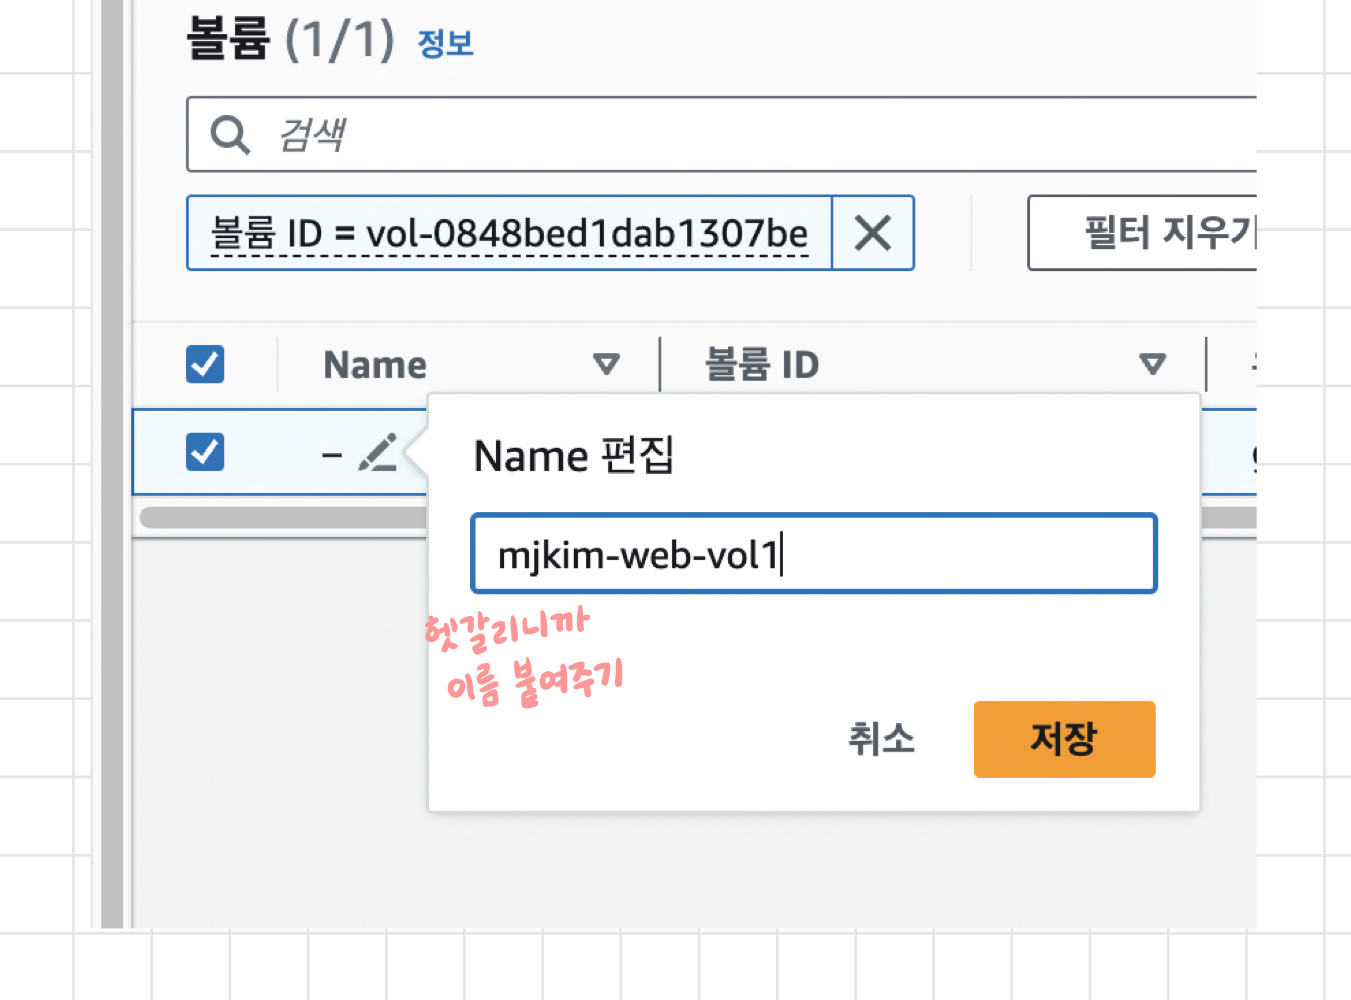 볼륨 (1/1) 정보
검색
볼륨 ID = vol-0848bed1dab1307be
필터 지우기
Name 볼륨 ID
–
Name 편집
mjkim-web-vol1
헷갈리니까
이름 붙여주기
취소 저장